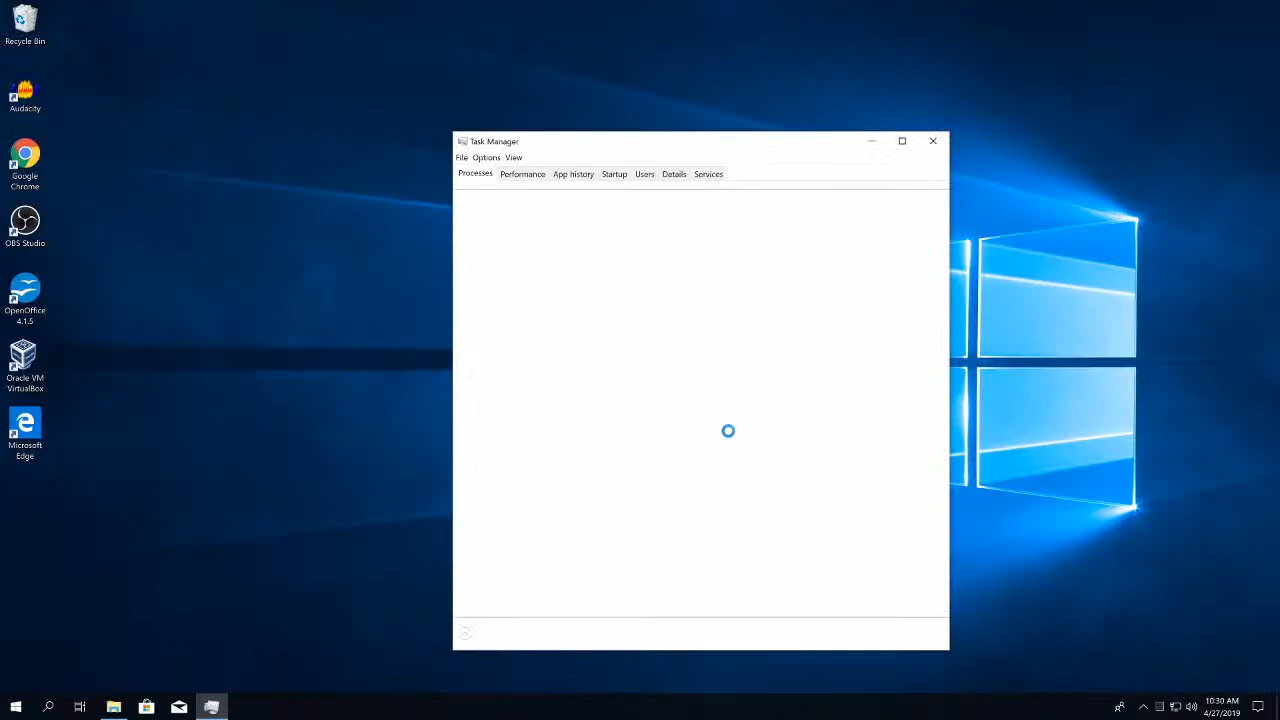 Recycle Bin
Audacity
Google
Chrome
OBS Studio
OpenOffice
4.1.5
Oracle VM
VirtualBox
Microsoft
Edge
Task Manager
File Options View
Processes Performance App history Startup Users Details Services
10:30 AM
4/27/2019